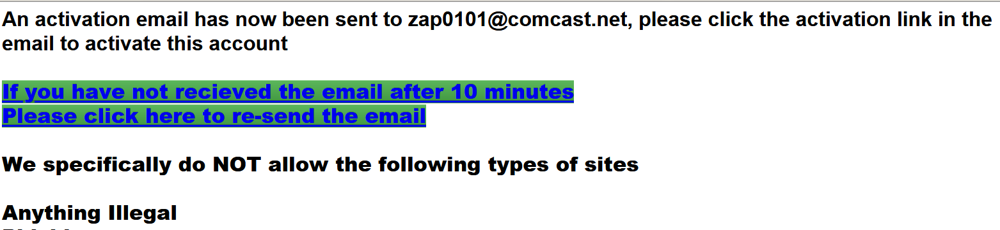 An activation email has now been sent to zap0101@comcast.net, please click the activation link in the
email to activate this account
If you have not recieved the email after 10 minutes
Please click here to re-send the email
We specifically do NOT allow the following types of sites
Anything Illegal